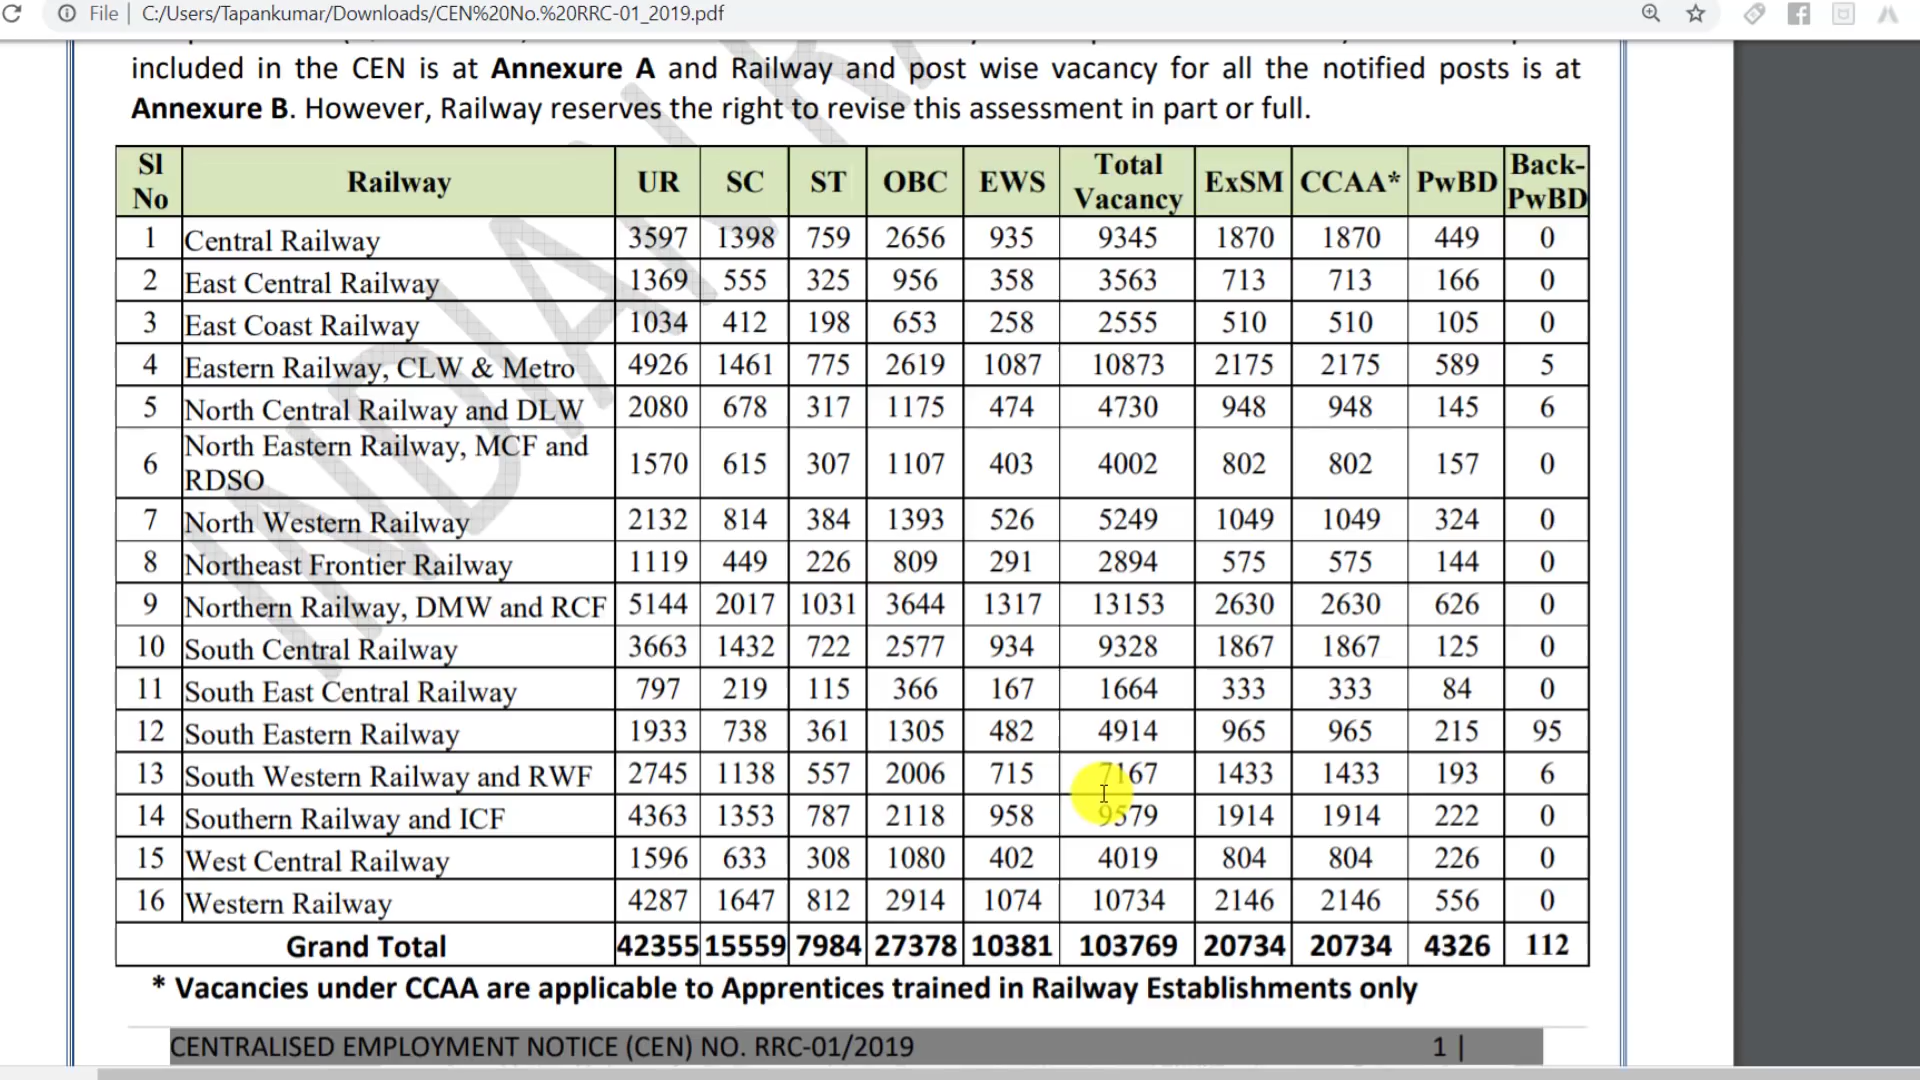 File | C:/Users/Tapankumar/Downloads/CEN%20No.%20RRC-01_2019.pdf
included in the CEN is at Annexure A and Railway and post wise vacancy for all the notified posts is at
Annexure B. However, Railway reserves the right to revise this assessment in part or full.
Sl No Railway UR SC ST OBC EWS Total Vacancy ExSM CCAA* PwBD Back-PwBD
1 Central Railway 3597 1398 759 2656 935 9345 1870 1870 449 0
2 East Central Railway 1369 555 325 956 358 3563 713 713 166 0
3 East Coast Railway 1034 412 198 653 258 2555 510 510 105 0
4 Eastern Railway, CLW & Metro 4926 1461 775 2619 1087 10873 2175 2175 589 5
5 North Central Railway and DLW 2080 678 317 1175 474 4730 948 948 145 6
6 North Eastern Railway, MCF and RDSO 1570 615 307 1107 403 4002 802 802 157 0
7 North Western Railway 2132 814 384 1393 526 5249 1049 1049 324 0
8 Northeast Frontier Railway 1119 449 226 809 291 2894 575 575 144 0
9 Northern Railway, DMW and RCF 5144 2017 1031 3644 1317 13153 2630 2630 626 0
10 South Central Railway 3663 1432 722 2577 934 9328 1867 1867 125 0
11 South East Central Railway 797 219 115 366 167 1664 333 333 84 0
12 South Eastern Railway 1933 738 361 1305 482 4914 965 965 215 95
13 South Western Railway and RWF 2745 1138 557 2006 715 7167 1433 1433 193 6
14 Southern Railway and ICF 4363 1353 787 2118 958 9579 1914 1914 222 0
15 West Central Railway 1596 633 308 1080 402 4019 804 804 226 0
16 Western Railway 4287 1647 812 2914 1074 10734 2146 2146 556 0
Grand Total 42355 15559 7984 27378 10381 103769 20734 20734 4326 112
* Vacancies under CCAA are applicable to Apprentices trained in Railway Establishments only
CENTRALISED EMPLOYMENT NOTICE (CEN) NO. RRC-01/2019 1 |
INDIAN